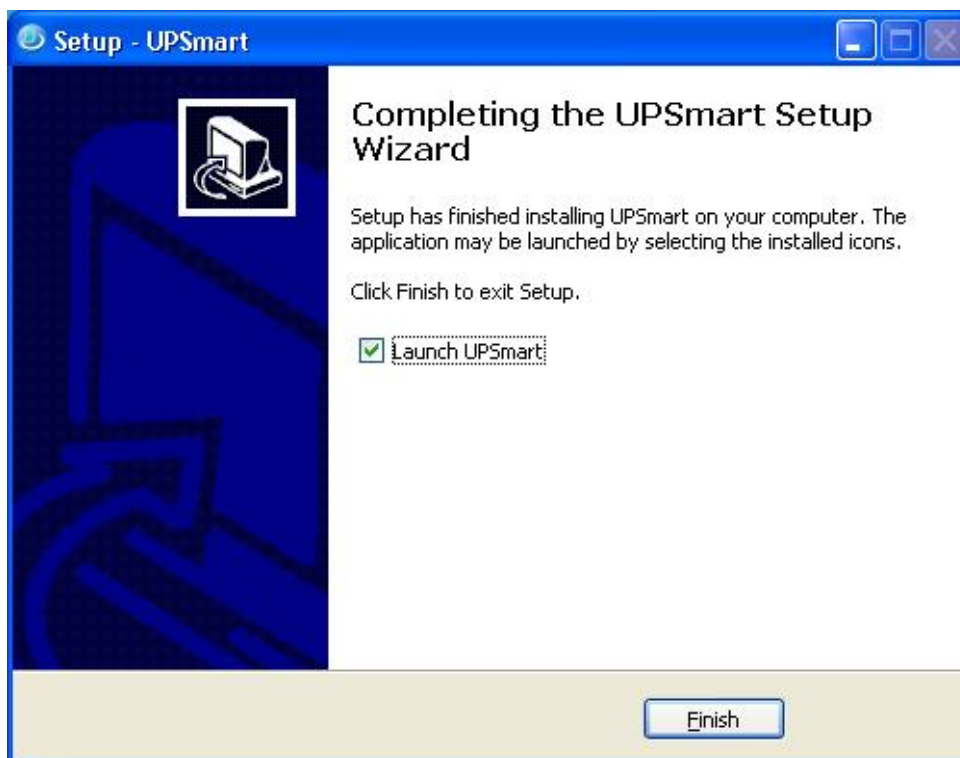 Setup - UPSmart
Completing the UPSmart Setup
Wizard
Setup has finished installing UPSmart on your computer. The
application may be launched by selecting the installed icons.
Click Finish to exit Setup.
Launch UPSmart
Finish